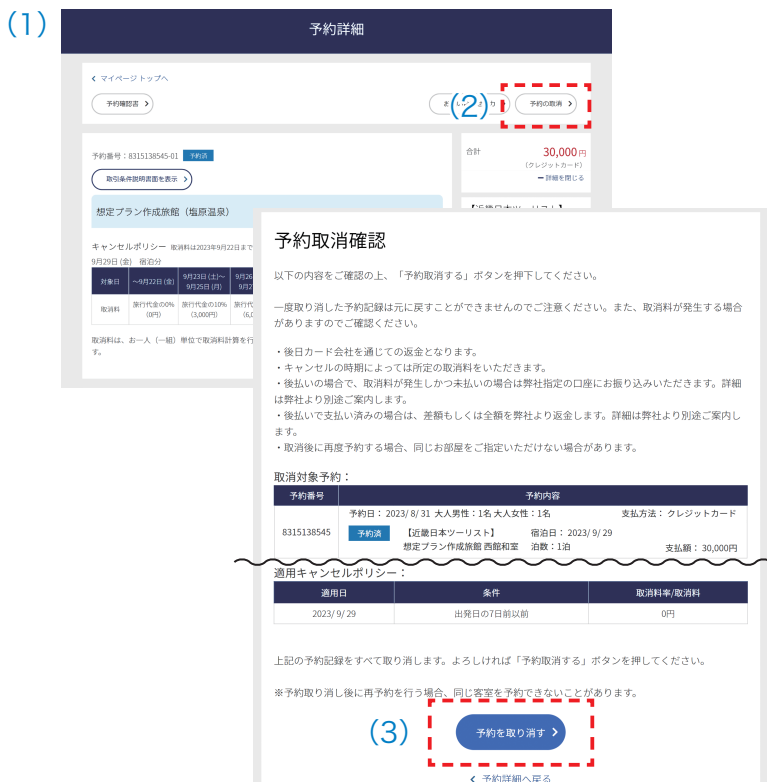 (1)
予約詳細
マイページ トップへ
予約確認書
(2)
予約の取消
予約番号：8315138545-01 予約済
取引条件説明書面を表示
合計
30,000円
(クレジットカード)
詳細を閉じる
想定プラン作成旅館（塩原温泉）
キャンセルポリシー 取消料は2023年9月22日まで
9月29日 (金) 宿泊分
対象日 ～9月22日 (金) 9月23日 (土)～ 9月25日 (月)
取消料 旅行代金の0% (0円) 旅行代金の10% (3,000円)
取消料は、お一人（一組）単位で取消料計算を行
す。
予約取消確認
以下の内容をご確認の上、「予約取消する」ボタンを押下してください。
一度取り消した予約記録は元に戻すことができませんのでご注意ください。また、取消料が発生する場合
がありますのでご確認ください。
・後日カード会社を通じての返金となります。
・キャンセルの時期によっては所定の取消料をいただきます。
・後払いの場合で、取消料が発生しかつ未払いの場合は弊社指定の口座にお振り込みいただきます。詳細
は弊社より別途ご案内します。
・後払いで支払い済みの場合は、差額もしくは全額を弊社より返金します。詳細は弊社より別途ご案内し
ます。
・取消後に再度予約する場合、同じお部屋をご指定いただけない場合があります。
取消対象予約：
予約番号 予約内容
予約日： 2023/ 8/ 31 大人男性：1名 大人女性：1名 支払方法： クレジットカード
8315138545 予約済 【近畿日本ツーリスト】 宿泊日： 2023/ 9/ 29
想定プラン作成旅館 西館和室 泊数：1泊 支払額： 30,000円
適用キャンセルポリシー：
適用日 条件 取消料率/取消料
2023/ 9/ 29 出発日の7日前以前 0円
上記の予約記録をすべて取り消します。よろしければ「予約取消する」ボタンを押してください。
※予約取り消し後に再予約を行う場合、同じ客室を予約できないことがあります。
(3)
予約を取り消す
予約詳細へ戻る